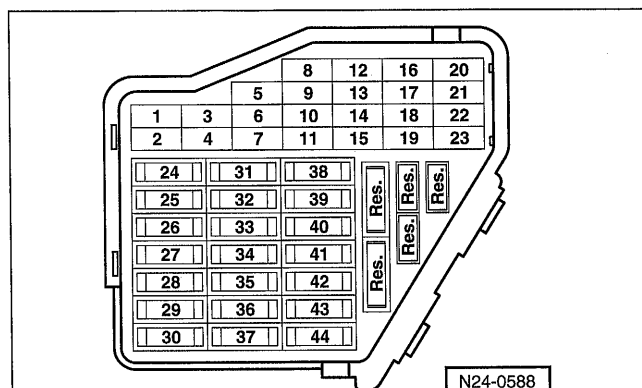 8 12 16 20
5 9 13 17 21
1 3 6 10 14 18 22
2 4 7 11 15 19 23
24 31 38
25 32 39
26 33 40
27 34 41
28 35 42
29 36 43
30 37 44
Res. Res. Res.
Res. Res.
N24-0588